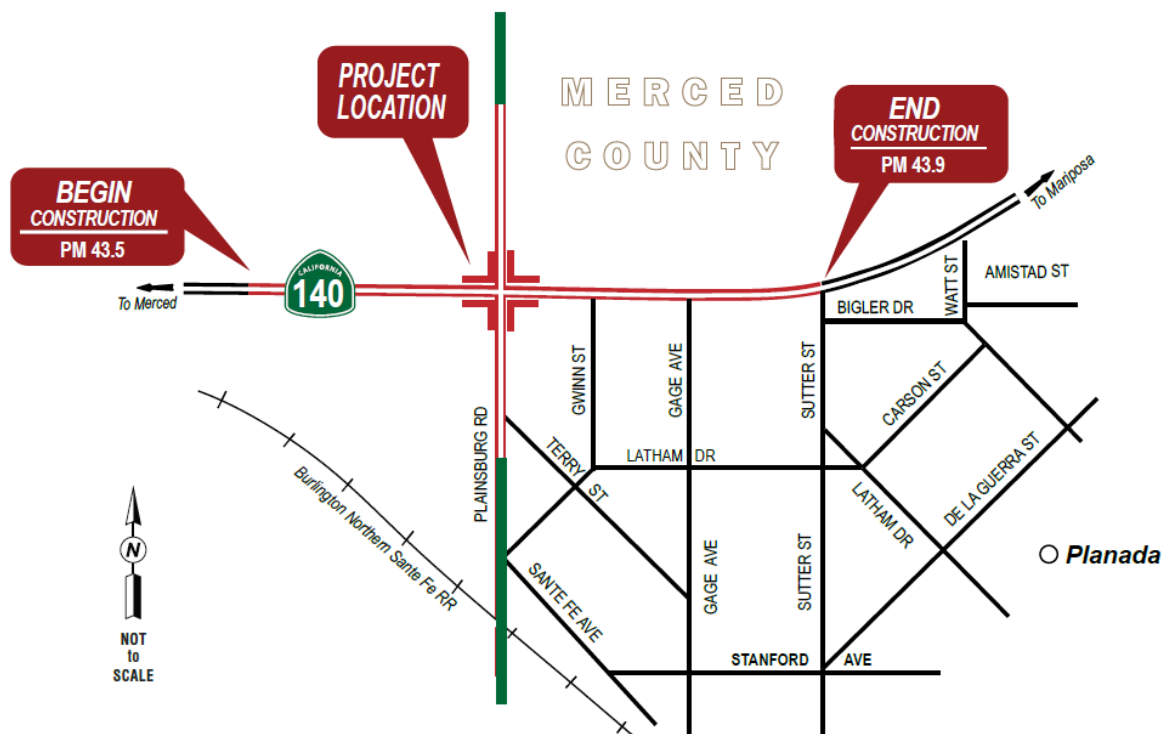 PROJECT
LOCATION
MERCED
COUNTY
END
CONSTRUCTION
PM 43.9
BEGIN
CONSTRUCTION
PM 43.5
To Mariposa
To Merced
CALIFORNIA
140
AMISTAD ST
WATT ST
BIGLER DR
GWINN ST
GAGE AVE
SUTTER ST
CARSON ST
PLAINSBURG RD
TERRY ST
LATHAM DR
LATHAM DR
DE LA GUERRA ST
Burlington Northern Sante Fe RR
SANTE FE AVE
GAGE AVE
SUTTER ST
Planada
STANFORD AVE
N
NOT
to
SCALE